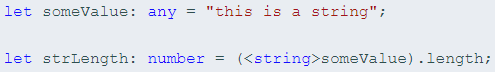 let someValue: any = "this is a string";
let strLength: number = (<string>someValue).length;